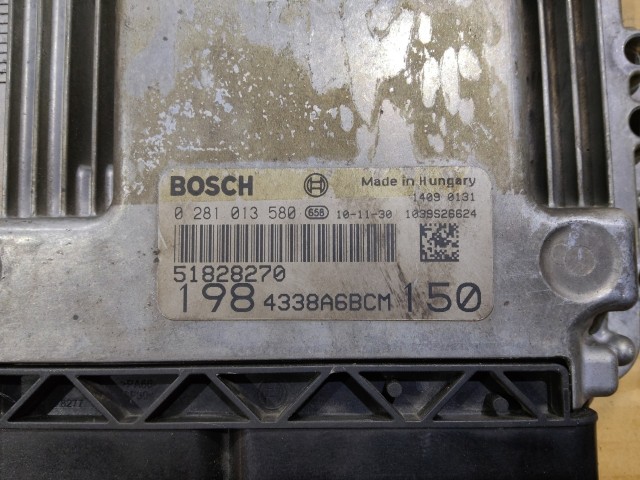 BOSCH Made in Hungary
1409 0131
0 281 013 580 658 10-11-30 1039S26624
51828270
198 4338A6BCM 150